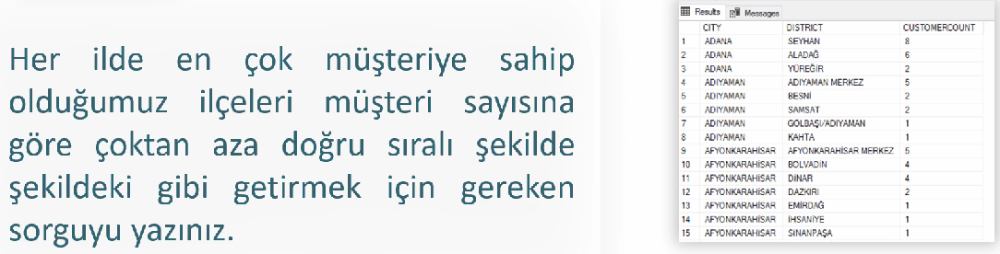 Her ilde en çok müşteriye sahip
olduğumuz ilçeleri müşteri sayısına
göre çoktan aza doğru sıralı şekilde
şekildeki gibi getirmek için gereken
sorguyu yazınız.
Results Messages
CITY DISTRICT CUSTOMERCOUNT
1 ADANA SEYHAN 8
2 ADANA ALADAĞ 6
3 ADANA YÜREĞİR 2
4 ADIYAMAN ADIYAMAN MERKEZ 5
5 ADIYAMAN BESNİ 2
6 ADIYAMAN SAMSAT 2
7 ADIYAMAN GÖLBAŞI/ADIYAMAN 1
8 ADIYAMAN KAHTA 1
9 AFYONKARAHİSAR AFYONKARAHİSAR MERKEZ 5
10 AFYONKARAHİSAR BOLVADİN 4
11 AFYONKARAHİSAR DİNAR 4
12 AFYONKARAHİSAR DAZKIRI 2
13 AFYONKARAHİSAR EMİRDAĞ 1
14 AFYONKARAHİSAR İHSANİYE 1
15 AFYONKARAHİSAR SİNANPAŞA 1